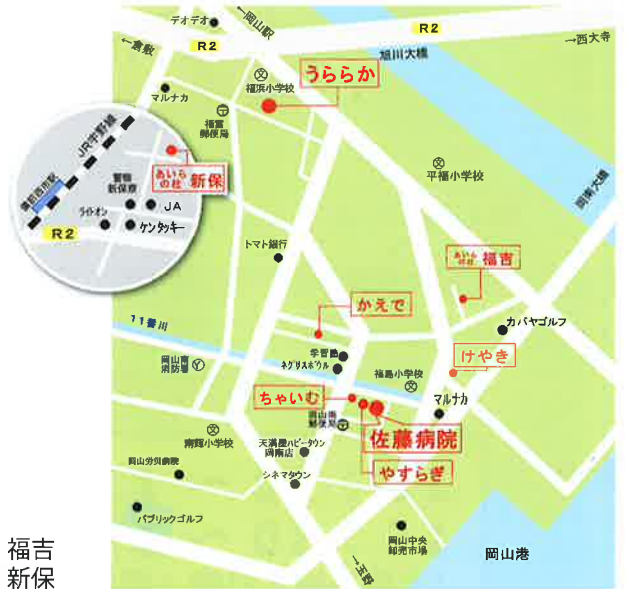 デオデオ
←岡山駅
R2
→西大寺
←倉敷
R2
旭川大橋
うららか
福浜小学校
マルナカ
福富
郵便局
JR宇野線
備前西市駅
あいら
の杜 新保
警察
新保寮
JA
ライトオン
ケンタッキー
R2
平福小学校
岡南大橋
トマト銀行
あいら
の杜 福吉
かえで
カバヤゴルフ
11番川
学習塾
ネグリスボウル
けやき
岡山南
消防署
福島小学校
ちゃいむ
マルナカ
岡山南
郵便局
南輝小学校
佐藤病院
天満屋ハピータウン
岡南店
やすらぎ
岡山労災病院
シネマタウン
パブリックゴルフ
岡山中央
卸売市場
岡山港
→玉野
福吉
新保